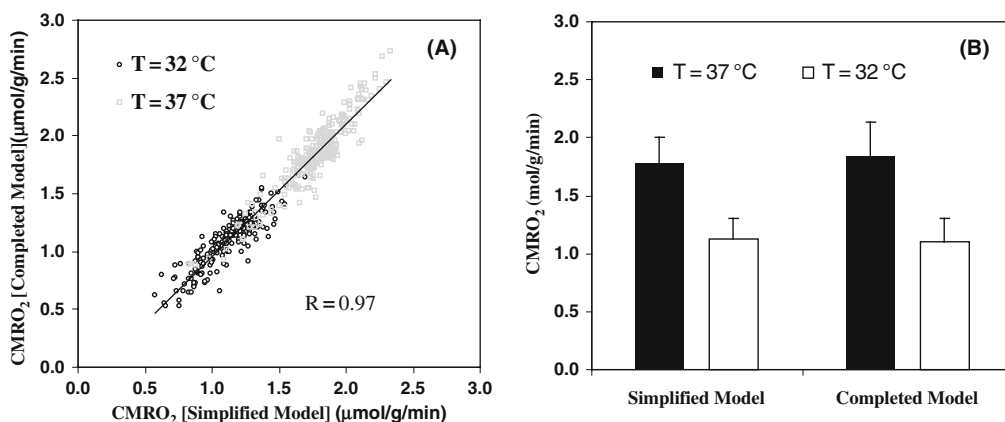 (A)
T = 32 °C
T = 37 °C
R = 0.97
CMRO₂ [Completed Model](μmol/g/min)
3.0
2.5
2.0
1.5
1.0
0.5
0.0
0.0 0.5 1.0 1.5 2.0 2.5 3.0
CMRO₂ [Simplified Model] (μmol/g/min)
(B)
T = 37 °C T = 32 °C
CMRO₂ (mol/g/min)
3.0
2.5
2.0
1.5
1.0
0.5
0.0
Simplified Model Completed Model